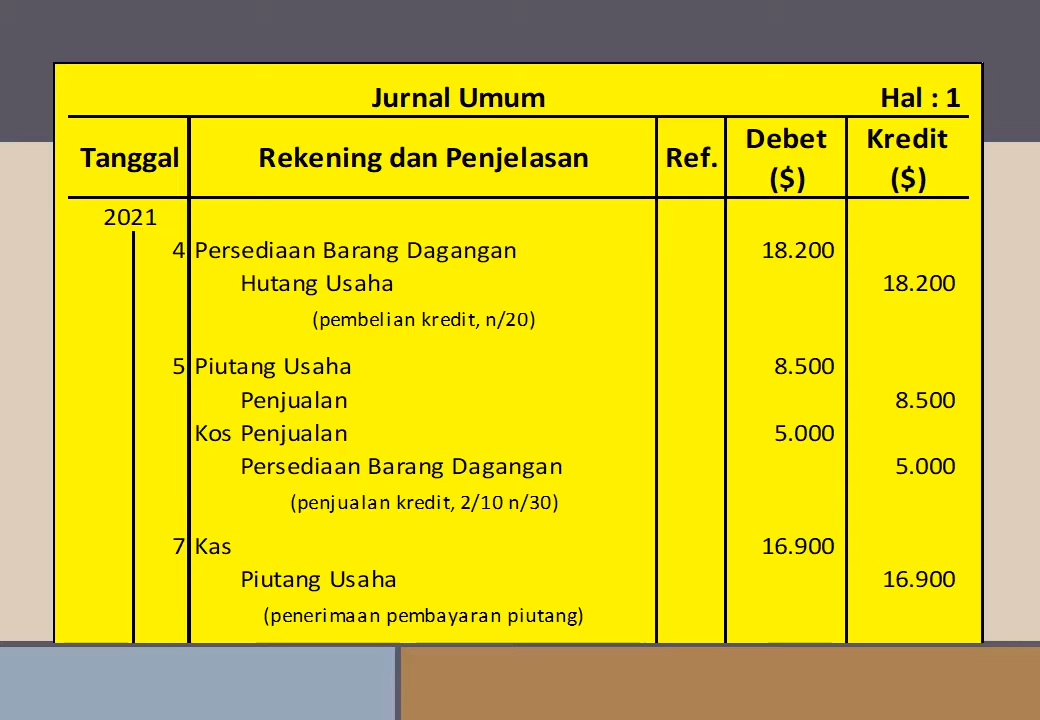 Jurnal Umum Hal : 1
Tanggal Rekening dan Penjelasan Ref. Debet ($) Kredit ($)
2021
4 Persediaan Barang Dagangan 18.200
Hutang Usaha 18.200
(pembelian kredit, n/20)
5 Piutang Usaha 8.500
Penjualan 8.500
Kos Penjualan 5.000
Persediaan Barang Dagangan 5.000
(penjualan kredit, 2/10 n/30)
7 Kas 16.900
Piutang Usaha 16.900
(penerimaan pembayaran piutang)